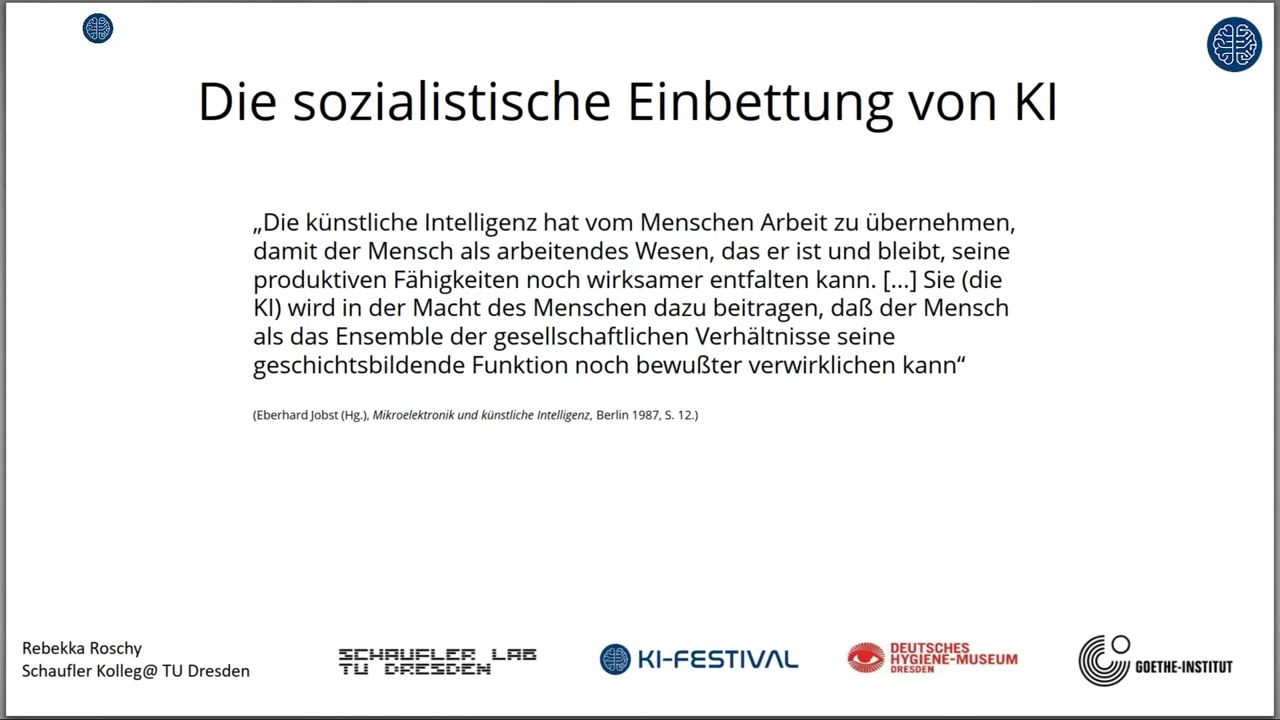 Die sozialistische Einbettung von KI
„Die künstliche Intelligenz hat vom Menschen Arbeit zu übernehmen,
damit der Mensch als arbeitendes Wesen, das er ist und bleibt, seine
produktiven Fähigkeiten noch wirksamer entfalten kann. [...] Sie (die
KI) wird in der Macht des Menschen dazu beitragen, daß der Mensch
als das Ensemble der gesellschaftlichen Verhältnisse seine
geschichtsbildende Funktion noch bewußter verwirklichen kann“
(Eberhard Jobst (Hg.), Mikroelektronik und künstliche Intelligenz, Berlin 1987, S. 12.)
Rebekka Roschy
Schaufler Kolleg@ TU Dresden
SCHAUFLER LAB
TU DRESDEN
KI-FESTIVAL
DEUTSCHES
HYGIENE-MUSEUM
DRESDEN
GOETHE-INSTITUT